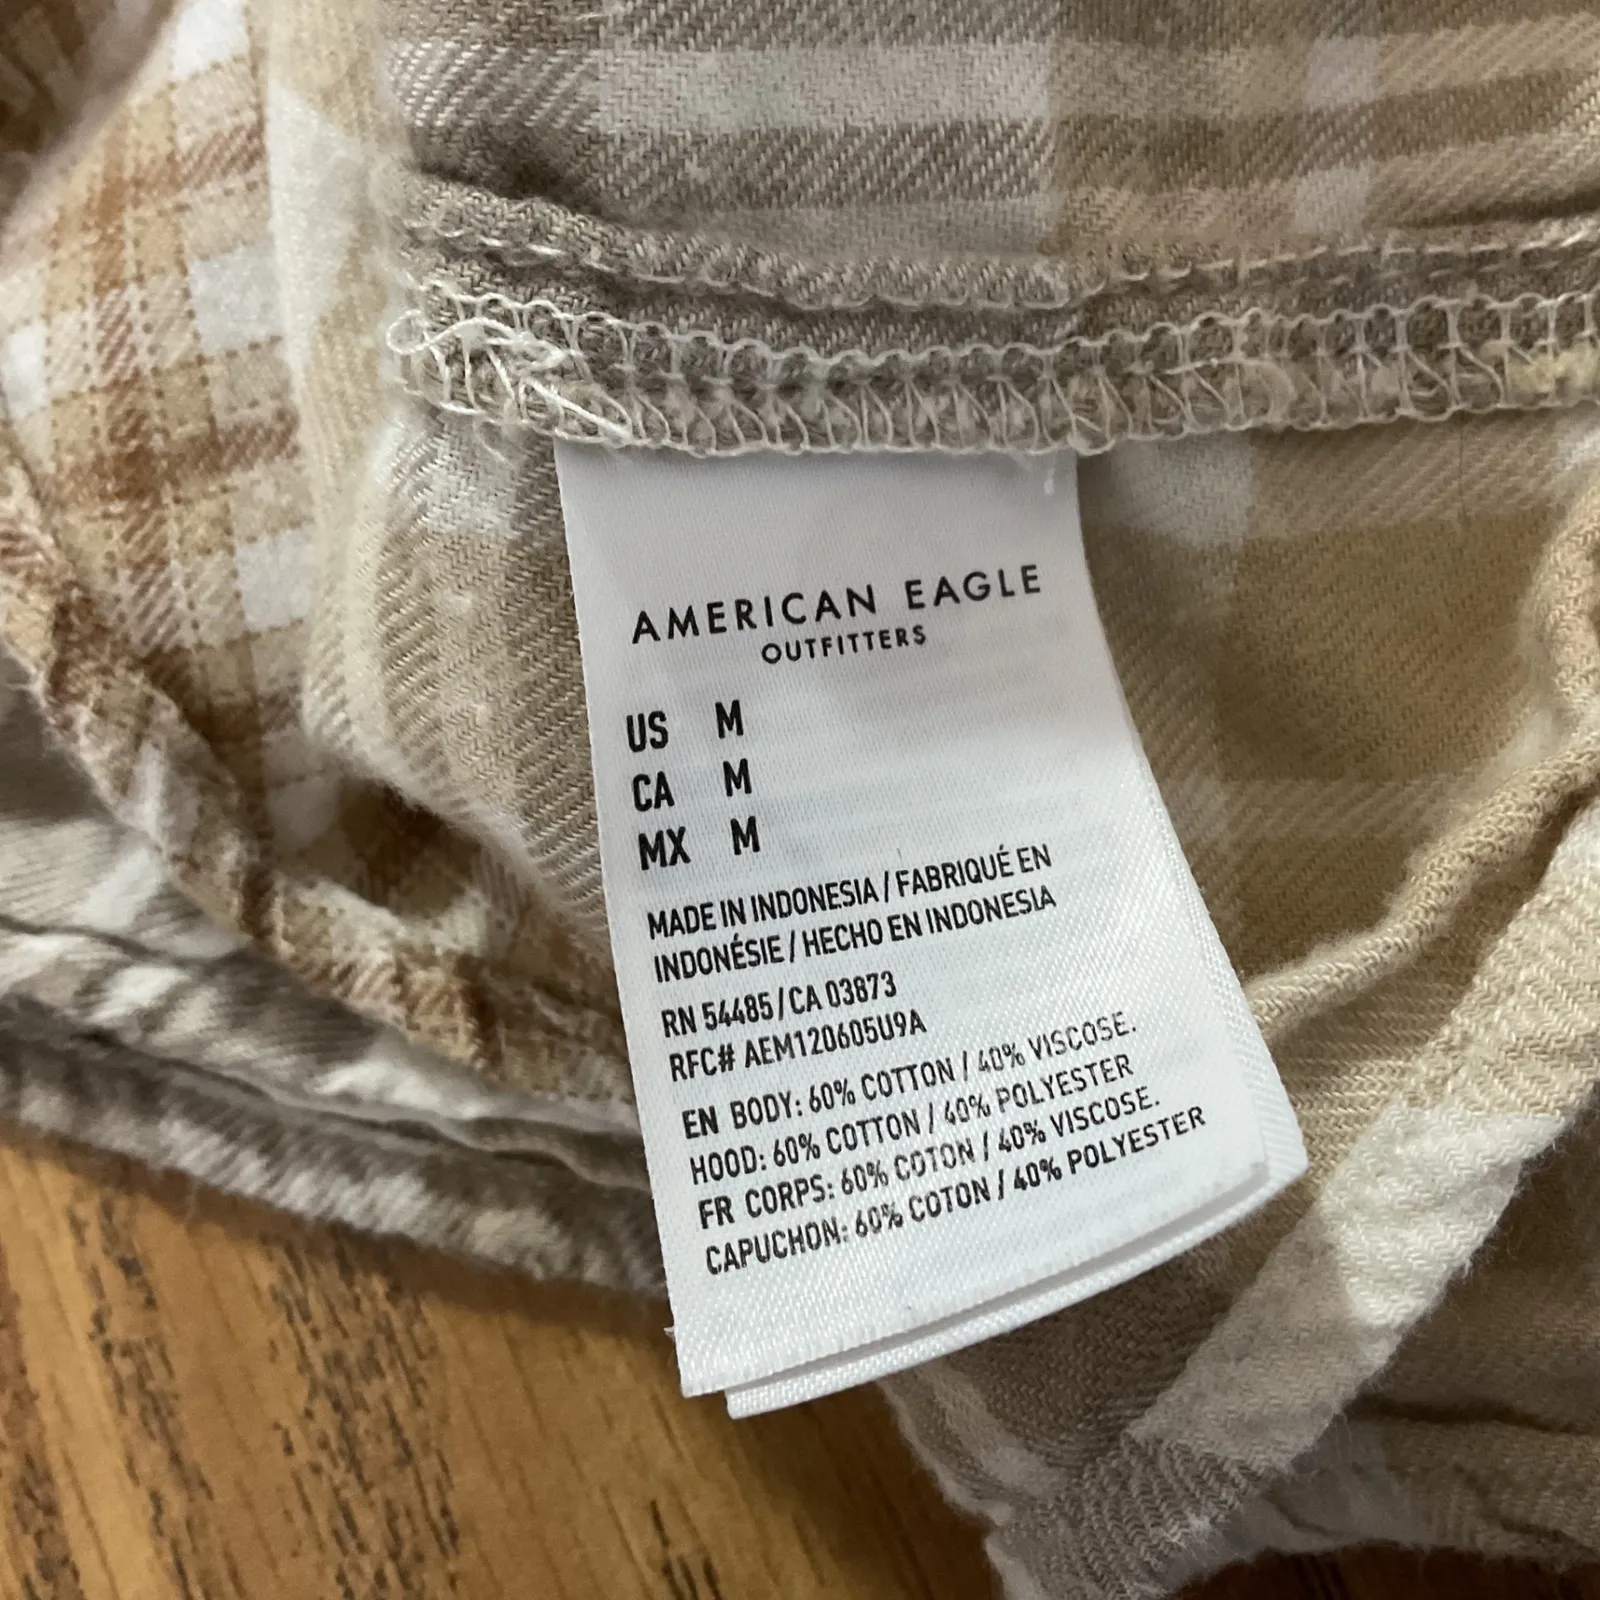 AMERICAN EAGLE
OUTFITTERS
US M
CA M
MX M
MADE IN INDONESIA / FABRIQUÉ EN
INDONÉSIE / HECHO EN INDONESIA
RN 54485 / CA 03873
RFC# AEM120605U9A
EN BODY: 60% COTTON / 40% VISCOSE.
HOOD: 60% COTTON / 40% POLYESTER
FR CORPS: 60% COTON / 40% VISCOSE.
CAPUCHON: 60% COTON / 40% POLYESTER